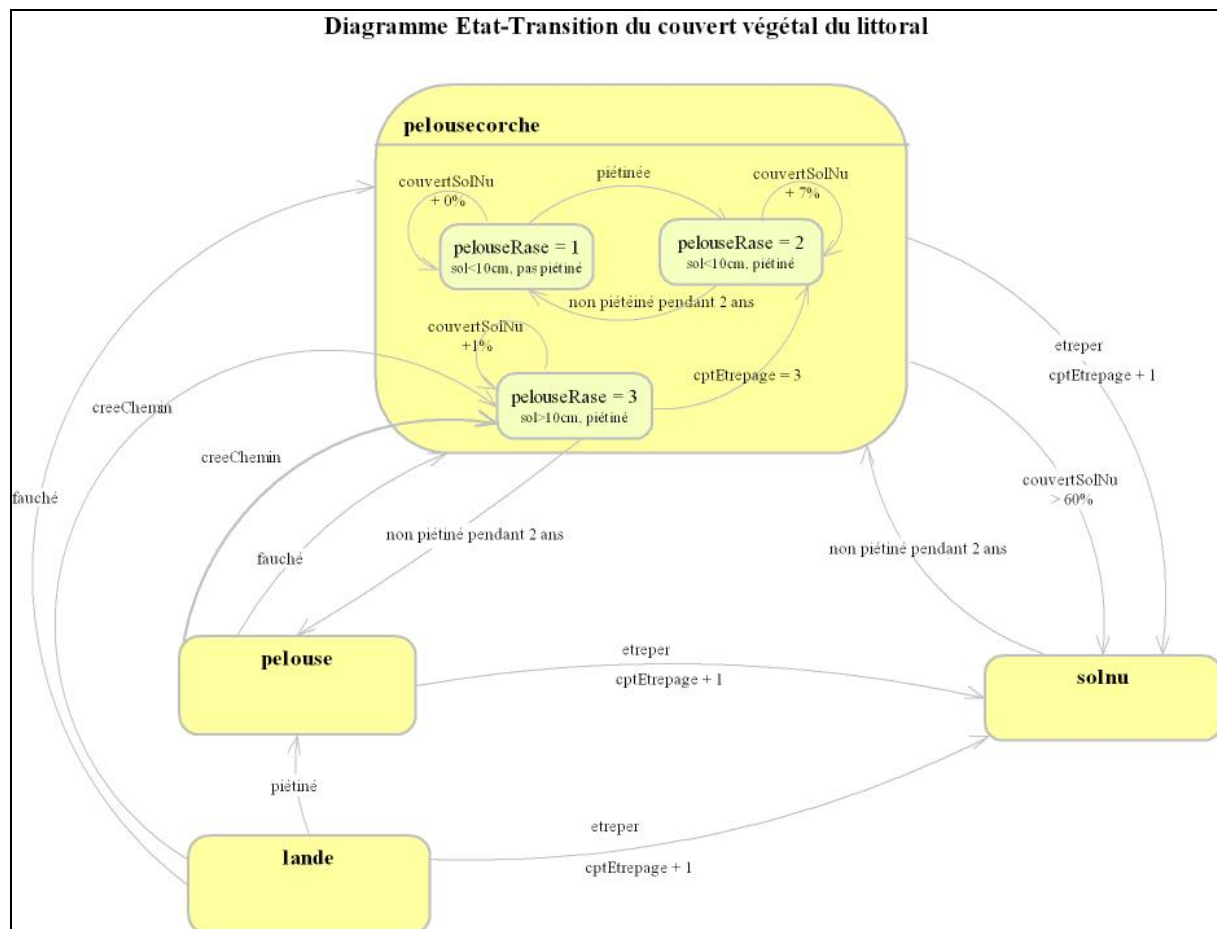 Diagramme Etat-Transition du couvert végétal du littoral
pelousecorche
couvertSolNu
+ 0%
piétinée
couvertSolNu
+ 7%
pelouseRase = 1
sol<10cm, pas piétiné
pelouseRase = 2
sol<10cm, piétiné
non piétéiné pendant 2 ans
couvertSolNu
+1%
cptEtrepage = 3
pelouseRase = 3
sol>10cm, piétiné
etreper
cptEtrepage + 1
creeChemin
creeChemin
fauché
couvertSolNu
> 60%
non piétiné pendant 2 ans
non piétiné pendant 2 ans
fauché
pelouse
etreper
cptEtrepage + 1
solnu
piétiné
lande
etreper
cptEtrepage + 1